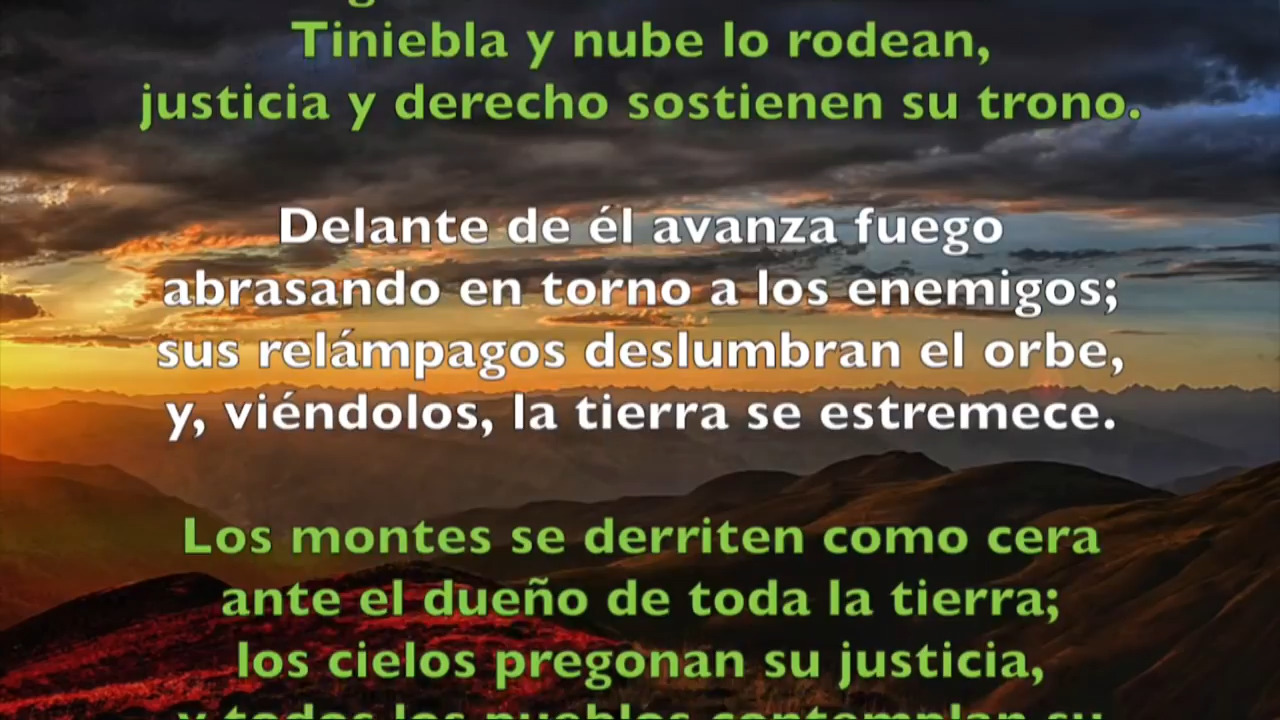 Tiniebla y nube lo rodean,
justicia y derecho sostienen su trono.
Delante de él avanza fuego
abrasando en torno a los enemigos;
sus relámpagos deslumbran el orbe,
y, viéndolos, la tierra se estremece.
Los montes se derriten como cera
ante el dueño de toda la tierra;
los cielos pregonan su justicia,
y todos los pueblos contemplan su